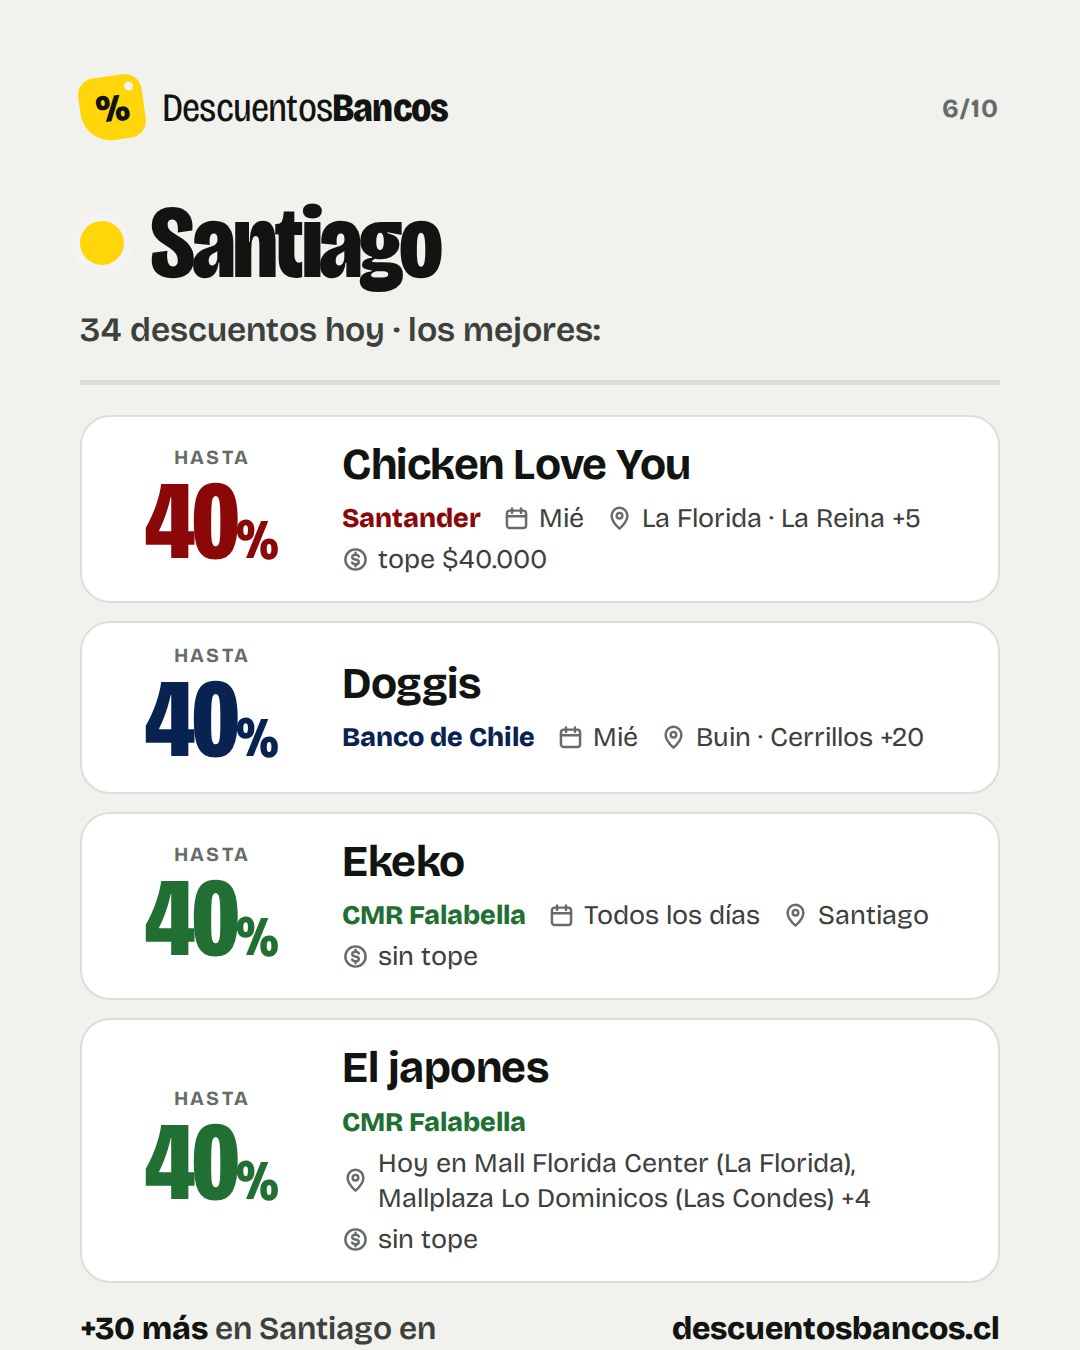 % DescuentosBancos
6/10
Santiago
34 descuentos hoy · los mejores:
HASTA
40%
Chicken Love You
Santander Mié La Florida · La Reina +5
tope $40.000
HASTA
40%
Doggis
Banco de Chile Mié Buin · Cerrillos +20
HASTA
40%
Ekeko
CMR Falabella Todos los días Santiago
sin tope
HASTA
40%
El japones
CMR Falabella
Hoy en Mall Florida Center (La Florida),
Mallplaza Lo Dominicos (Las Condes) +4
sin tope
+30 más en Santiago en
descuentosbancos.cl